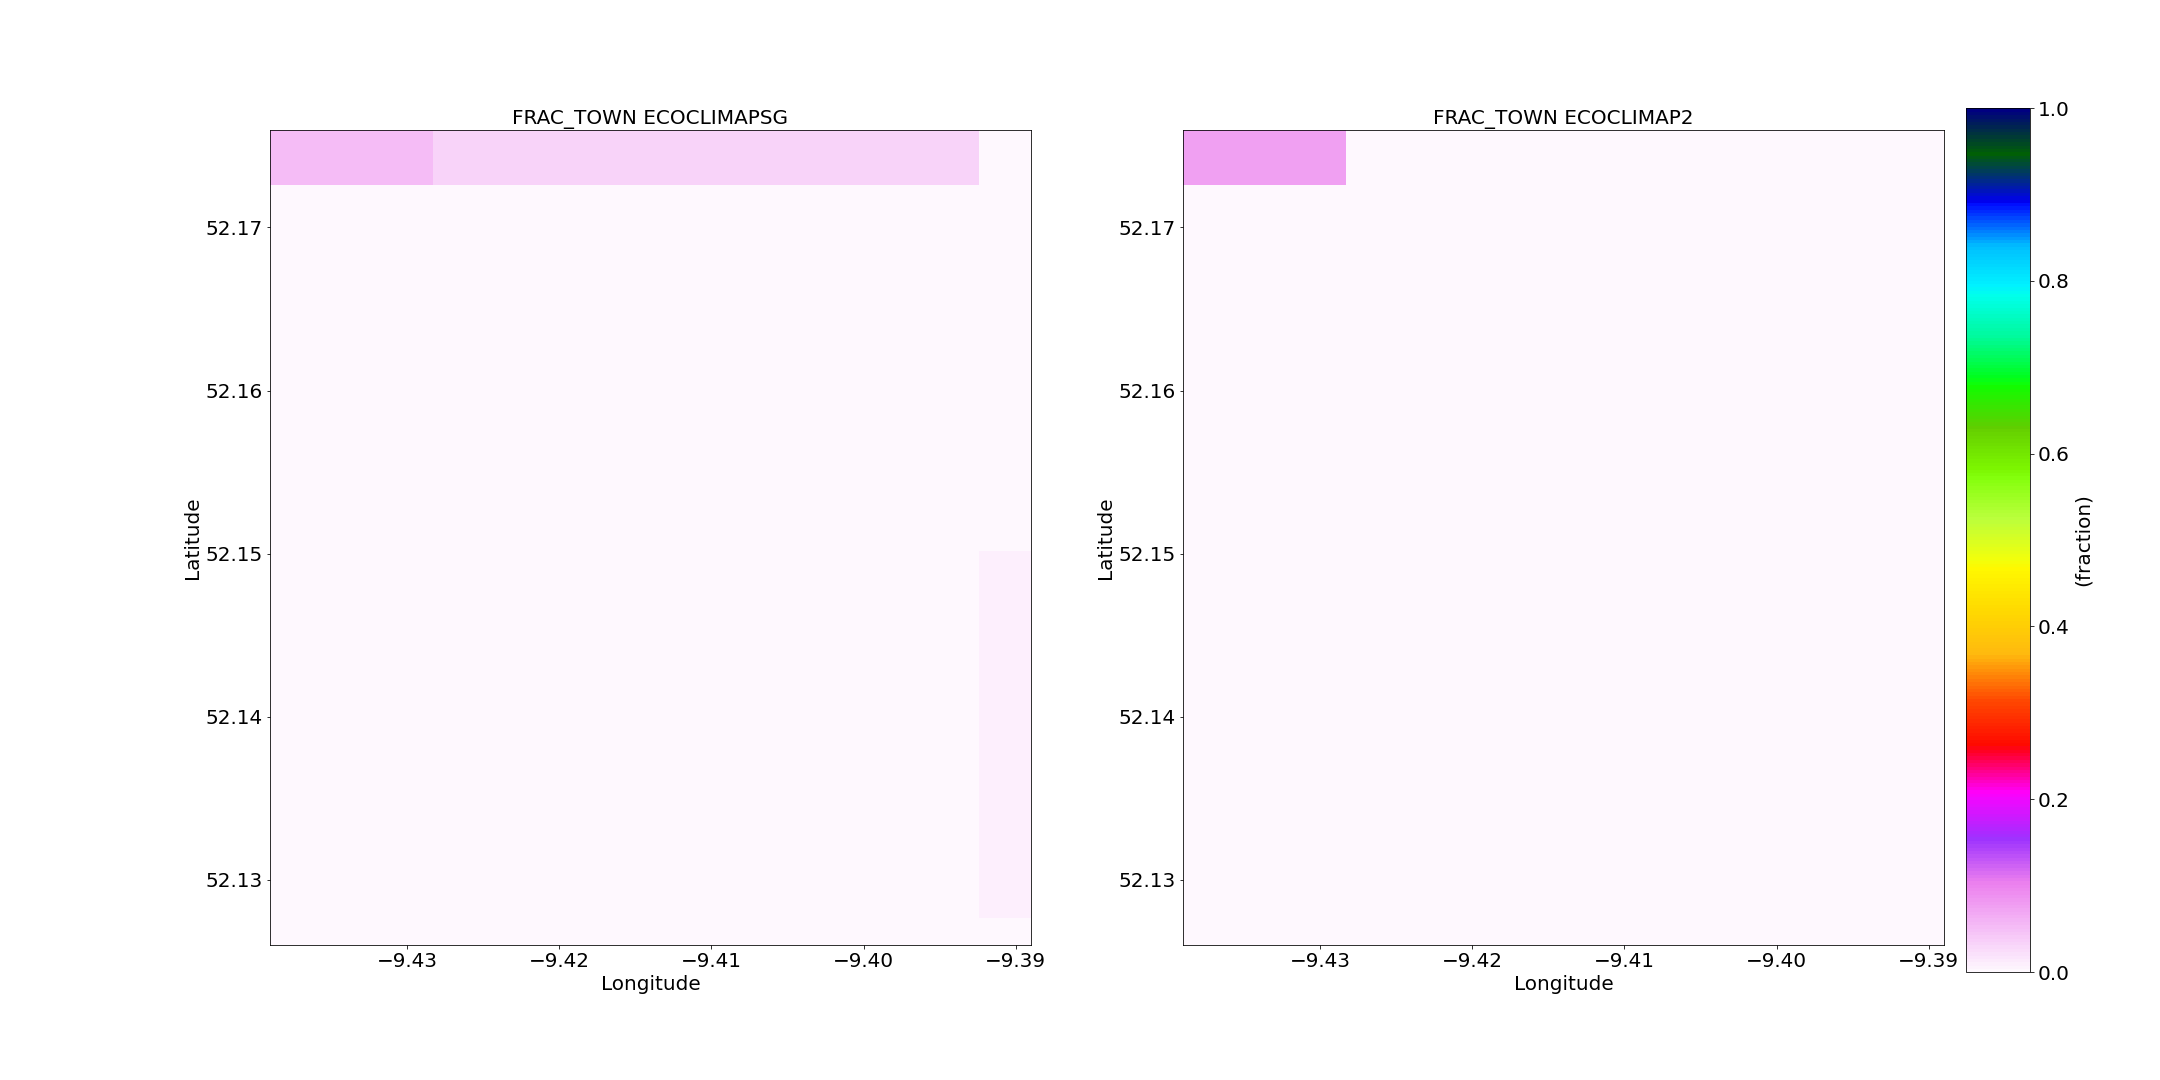 FRAC_TOWN ECOCLIMAPSG
52.17
52.16
52.15
52.14
52.13
Latitude
−9.43 −9.42 −9.41 −9.40 −9.39
Longitude
FRAC_TOWN ECOCLIMAP2
52.17
52.16
52.15
52.14
52.13
Latitude
−9.43 −9.42 −9.41 −9.40 −9.39
Longitude
1.0
0.8
0.6
0.4
0.2
0.0
(fraction)